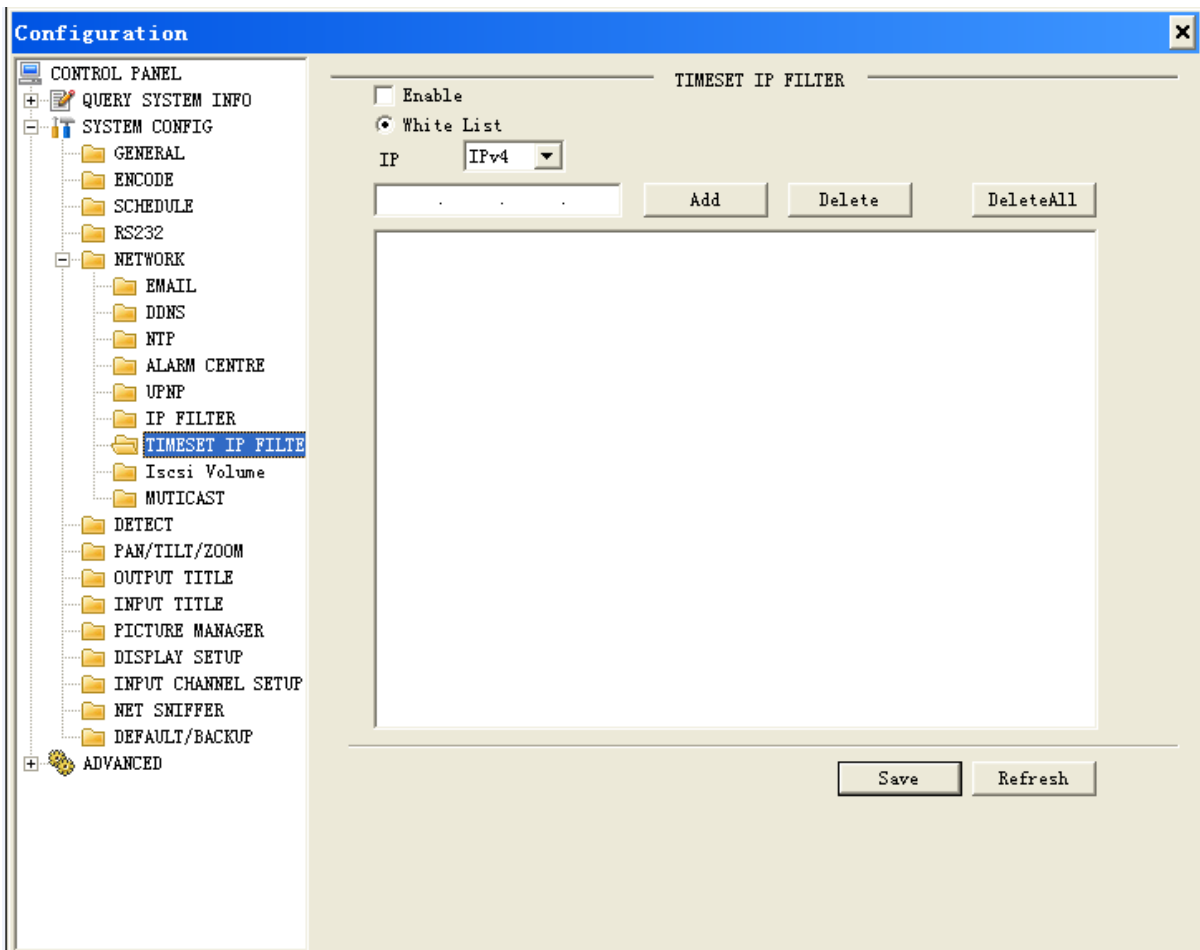 Configuration
CONTROL PANEL
QUERY SYSTEM INFO
SYSTEM CONFIG
GENERAL
ENCODE
SCHEDULE
RS232
NETWORK
EMAIL
DDNS
NTP
ALARM CENTRE
UPNP
IP FILTER
TIMESET IP FILTE
Iscsi Volume
MUTICAST
DETECT
PAN/TILT/ZOOM
OUTPUT TITLE
INPUT TITLE
PICTURE MANAGER
DISPLAY SETUP
INPUT CHANNEL SETUP
NET SNIFFER
DEFAULT/BACKUP
ADVANCED
TIMESET IP FILTER
Enable
White List
IP IPv4
. . . Add Delete DeleteAll
Save Refresh